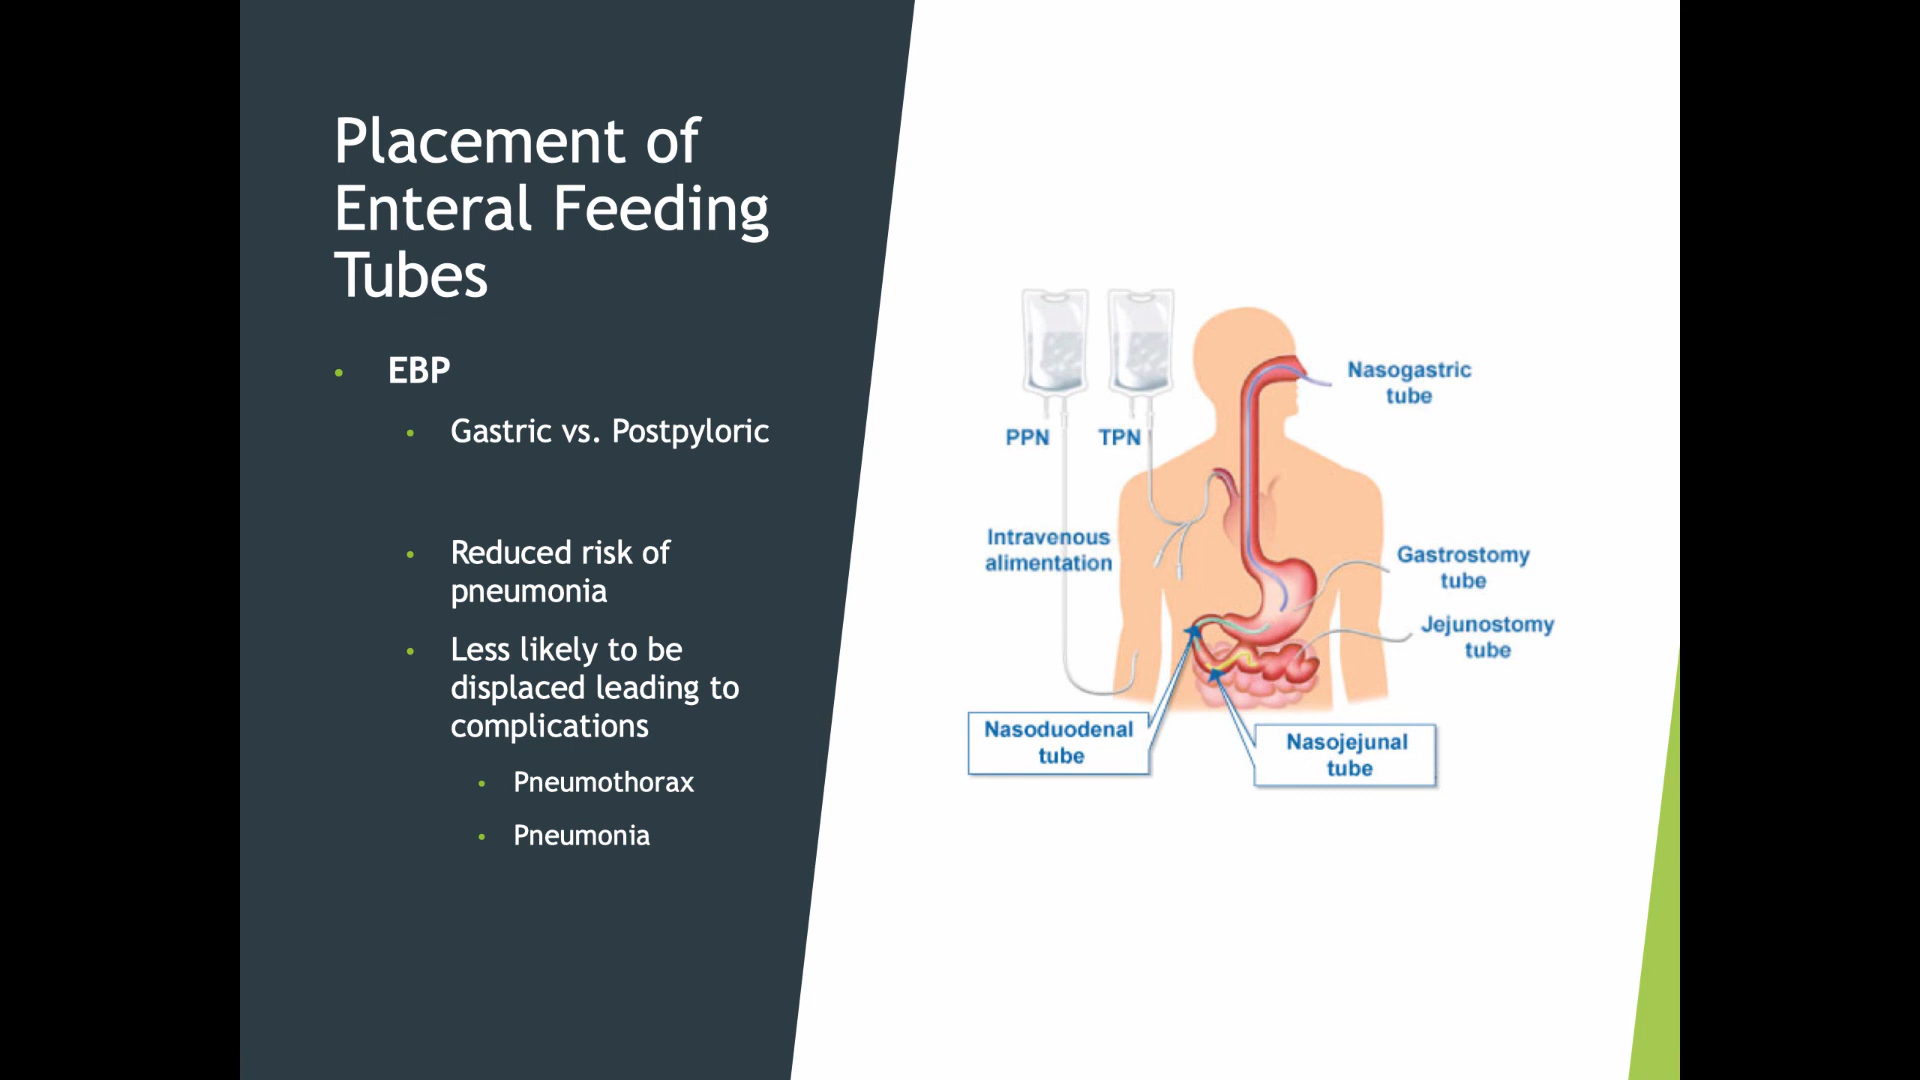 Placement of
Enteral Feeding
Tubes
EBP
Gastric vs. Postpyloric
Reduced risk of
pneumonia
Less likely to be
displaced leading to
complications
Pneumothorax
Pneumonia
Nasogastric
tube
PPN
TPN
Intravenous
alimentation
Gastrostomy
tube
Jejunostomy
tube
Nasoduodenal
tube
Nasojejunal
tube